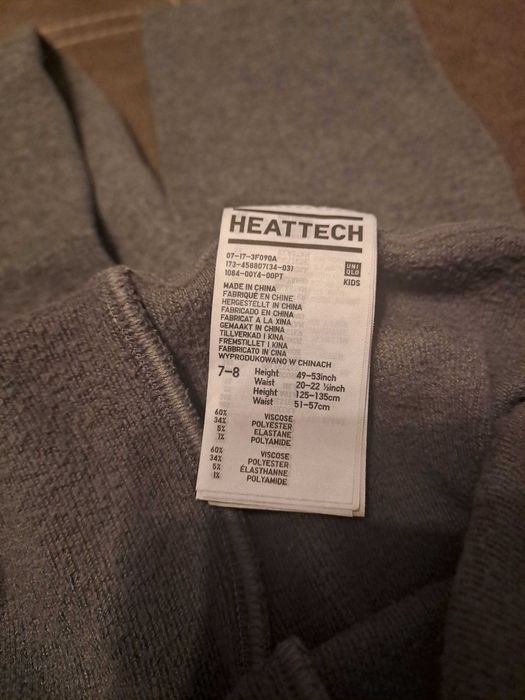 HEATTECH
07-17-3F090A
173-458807(34-03)
1084-00Y4-00PT
UNI
QLO
KIDS
MADE IN CHINA
FABRIQUÉ EN CHINE
HERGESTELLT IN CHINA
FABRICADO EN CHINA
FABRICAT A LA XINA
GEMAAKT IN CHINA
TILLVERKAD I KINA
FREMSTILLET I KINA
FABBRICATO IN CINA
WYPRODUKOWANO W CHINACH
7-8 Height 49-53inch
Waist 20-22 ½inch
Height 125-135cm
Waist 51-57cm
60% VISCOSE
34% POLYESTER
5% ELASTANE
1% POLYAMIDE
60% VISCOSE
34% POLYESTER
5% ÉLASTHANNE
1% POLYAMIDE